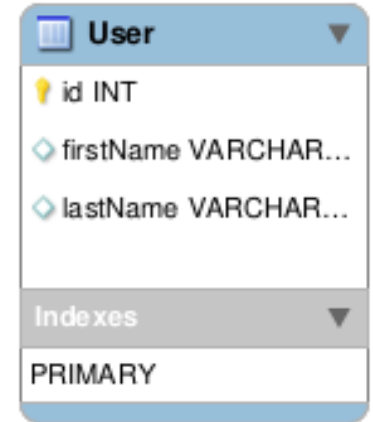 User
id INT
firstName VARCHAR...
lastName VARCHAR...
Indexes
PRIMARY